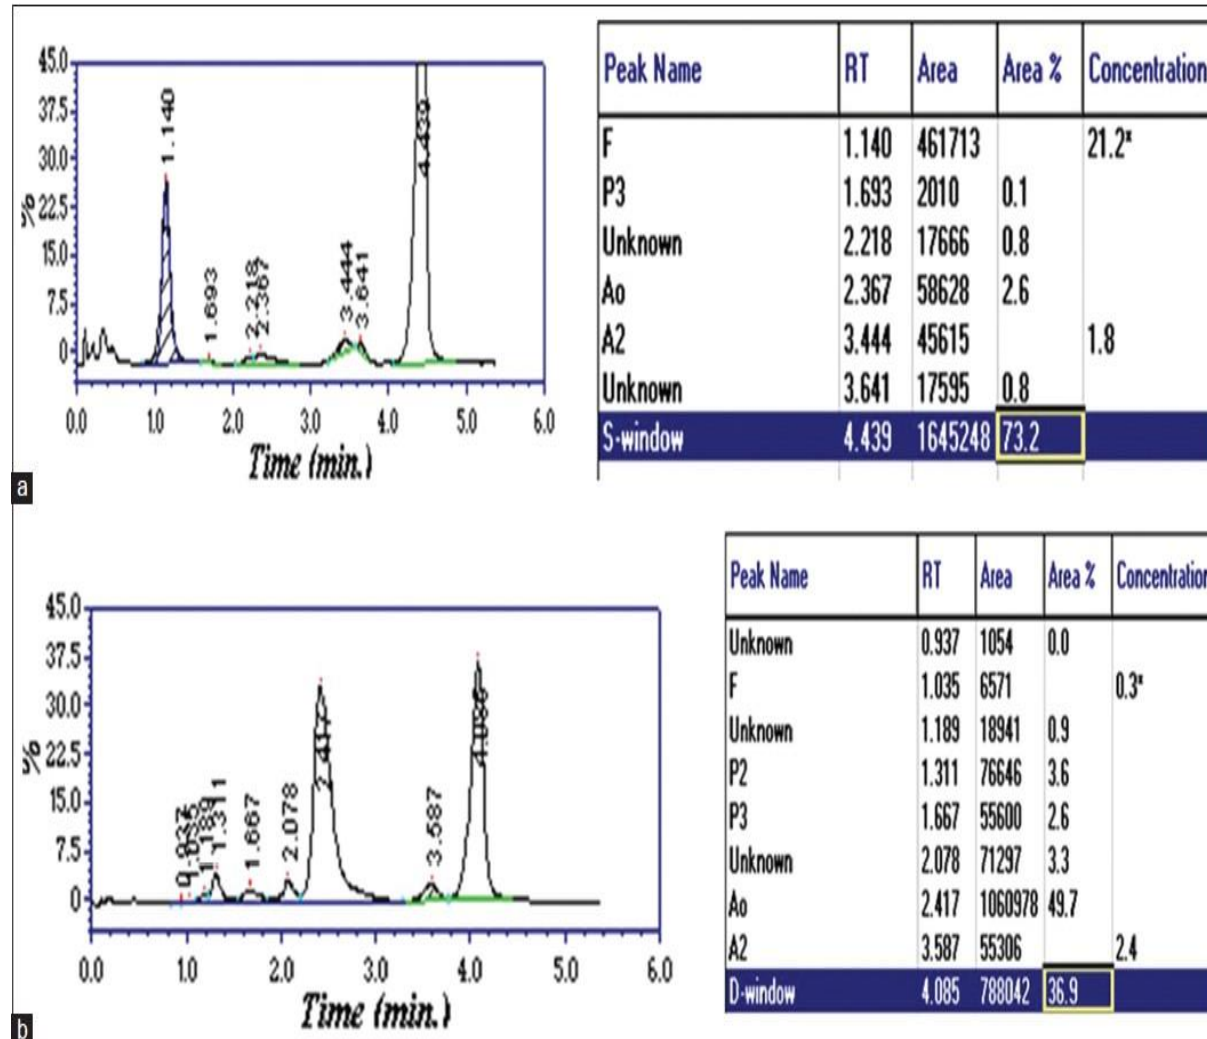 45.0
37.5
30.0
22.5
15.0
7.5
0
%
1.140
1.693
2.218
2.367
3.444
3.641
4.439
0.0 1.0 2.0 3.0 4.0 5.0 6.0
Time (min.)
Peak Name RT Area Area % Concentration
F 1.140 461713 21.2*
P3 1.693 2010 0.1
Unknown 2.218 17666 0.8
Ao 2.367 58628 2.6
A2 3.444 45615 1.8
Unknown 3.641 17595 0.8
S-window 4.439 1645248 73.2
a
45.0
37.5
30.0
22.5
15.0
7.5
0
%
0.937
1.035
1.189
1.311
1.667
2.078
2.417
3.587
0.0 1.0 2.0 3.0 4.0 5.0 6.0
Time (min.)
Peak Name RT Area Area % Concentration
Unknown 0.937 1054 0.0
F 1.035 6571 0.3*
Unknown 1.189 18941 0.9
P2 1.311 76646 3.6
P3 1.667 55600 2.6
Unknown 2.078 71297 3.3
Ao 2.417 1060978 49.7
A2 3.587 55306 2.4
D-window 4.085 788042 36.9
b